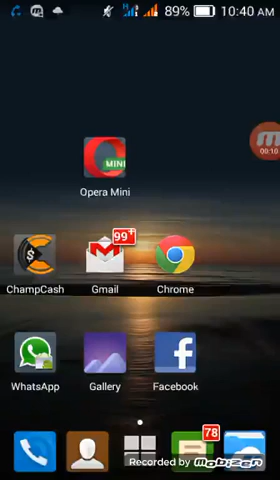 89% 10:40 AM
MINI
00:10
Opera Mini
99+
ChampCash
Gmail
Chrome
WhatsApp
Gallery
Facebook
78
Recorded by mobizen